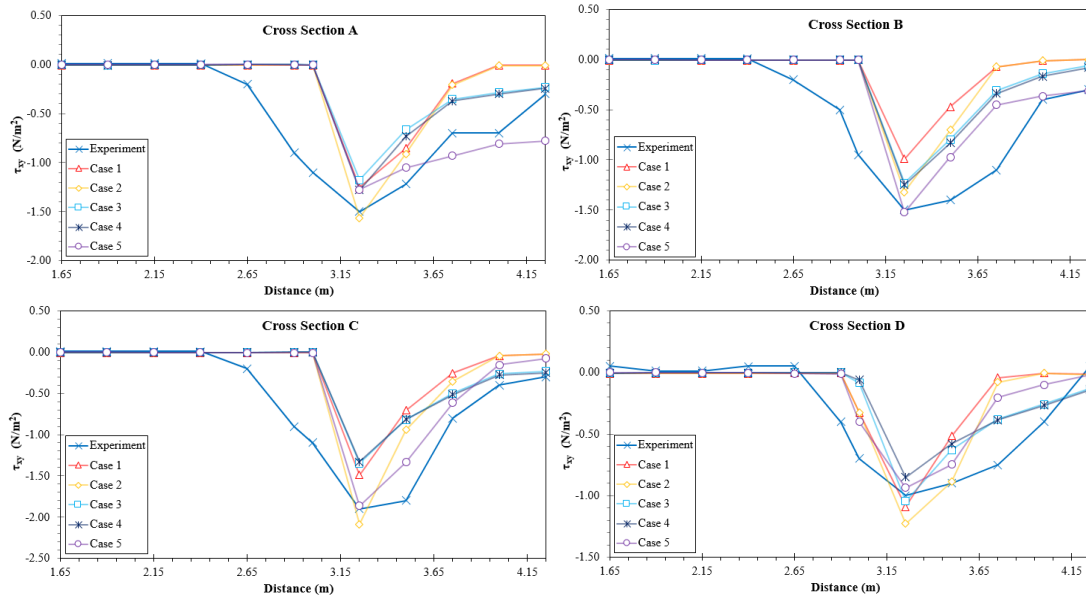 Cross Section A
0.50
0.00
-0.50
-1.00
-1.50
-2.00
τxy (N/m²)
Experiment
Case 1
Case 2
Case 3
Case 4
Case 5
1.65 2.15 2.65 3.15 3.65 4.15
Distance (m)
Cross Section B
0.50
0.00
-0.50
-1.00
-1.50
-2.00
τxy (N/m²)
Experiment
Case 1
Case 2
Case 3
Case 4
Case 5
1.65 2.15 2.65 3.15 3.65 4.15
Distance (m)
Cross Section C
0.50
0.00
-0.50
-1.00
-1.50
-2.00
-2.50
τxy (N/m²)
Experiment
Case 1
Case 2
Case 3
Case 4
Case 5
1.65 2.15 2.65 3.15 3.65 4.15
Distance (m)
Cross Section D
0.50
0.00
-0.50
-1.00
-1.50
τxy (N/m²)
Experiment
Case 1
Case 2
Case 3
Case 4
Case 5
1.65 2.15 2.65 3.15 3.65 4.15
Distance (m)